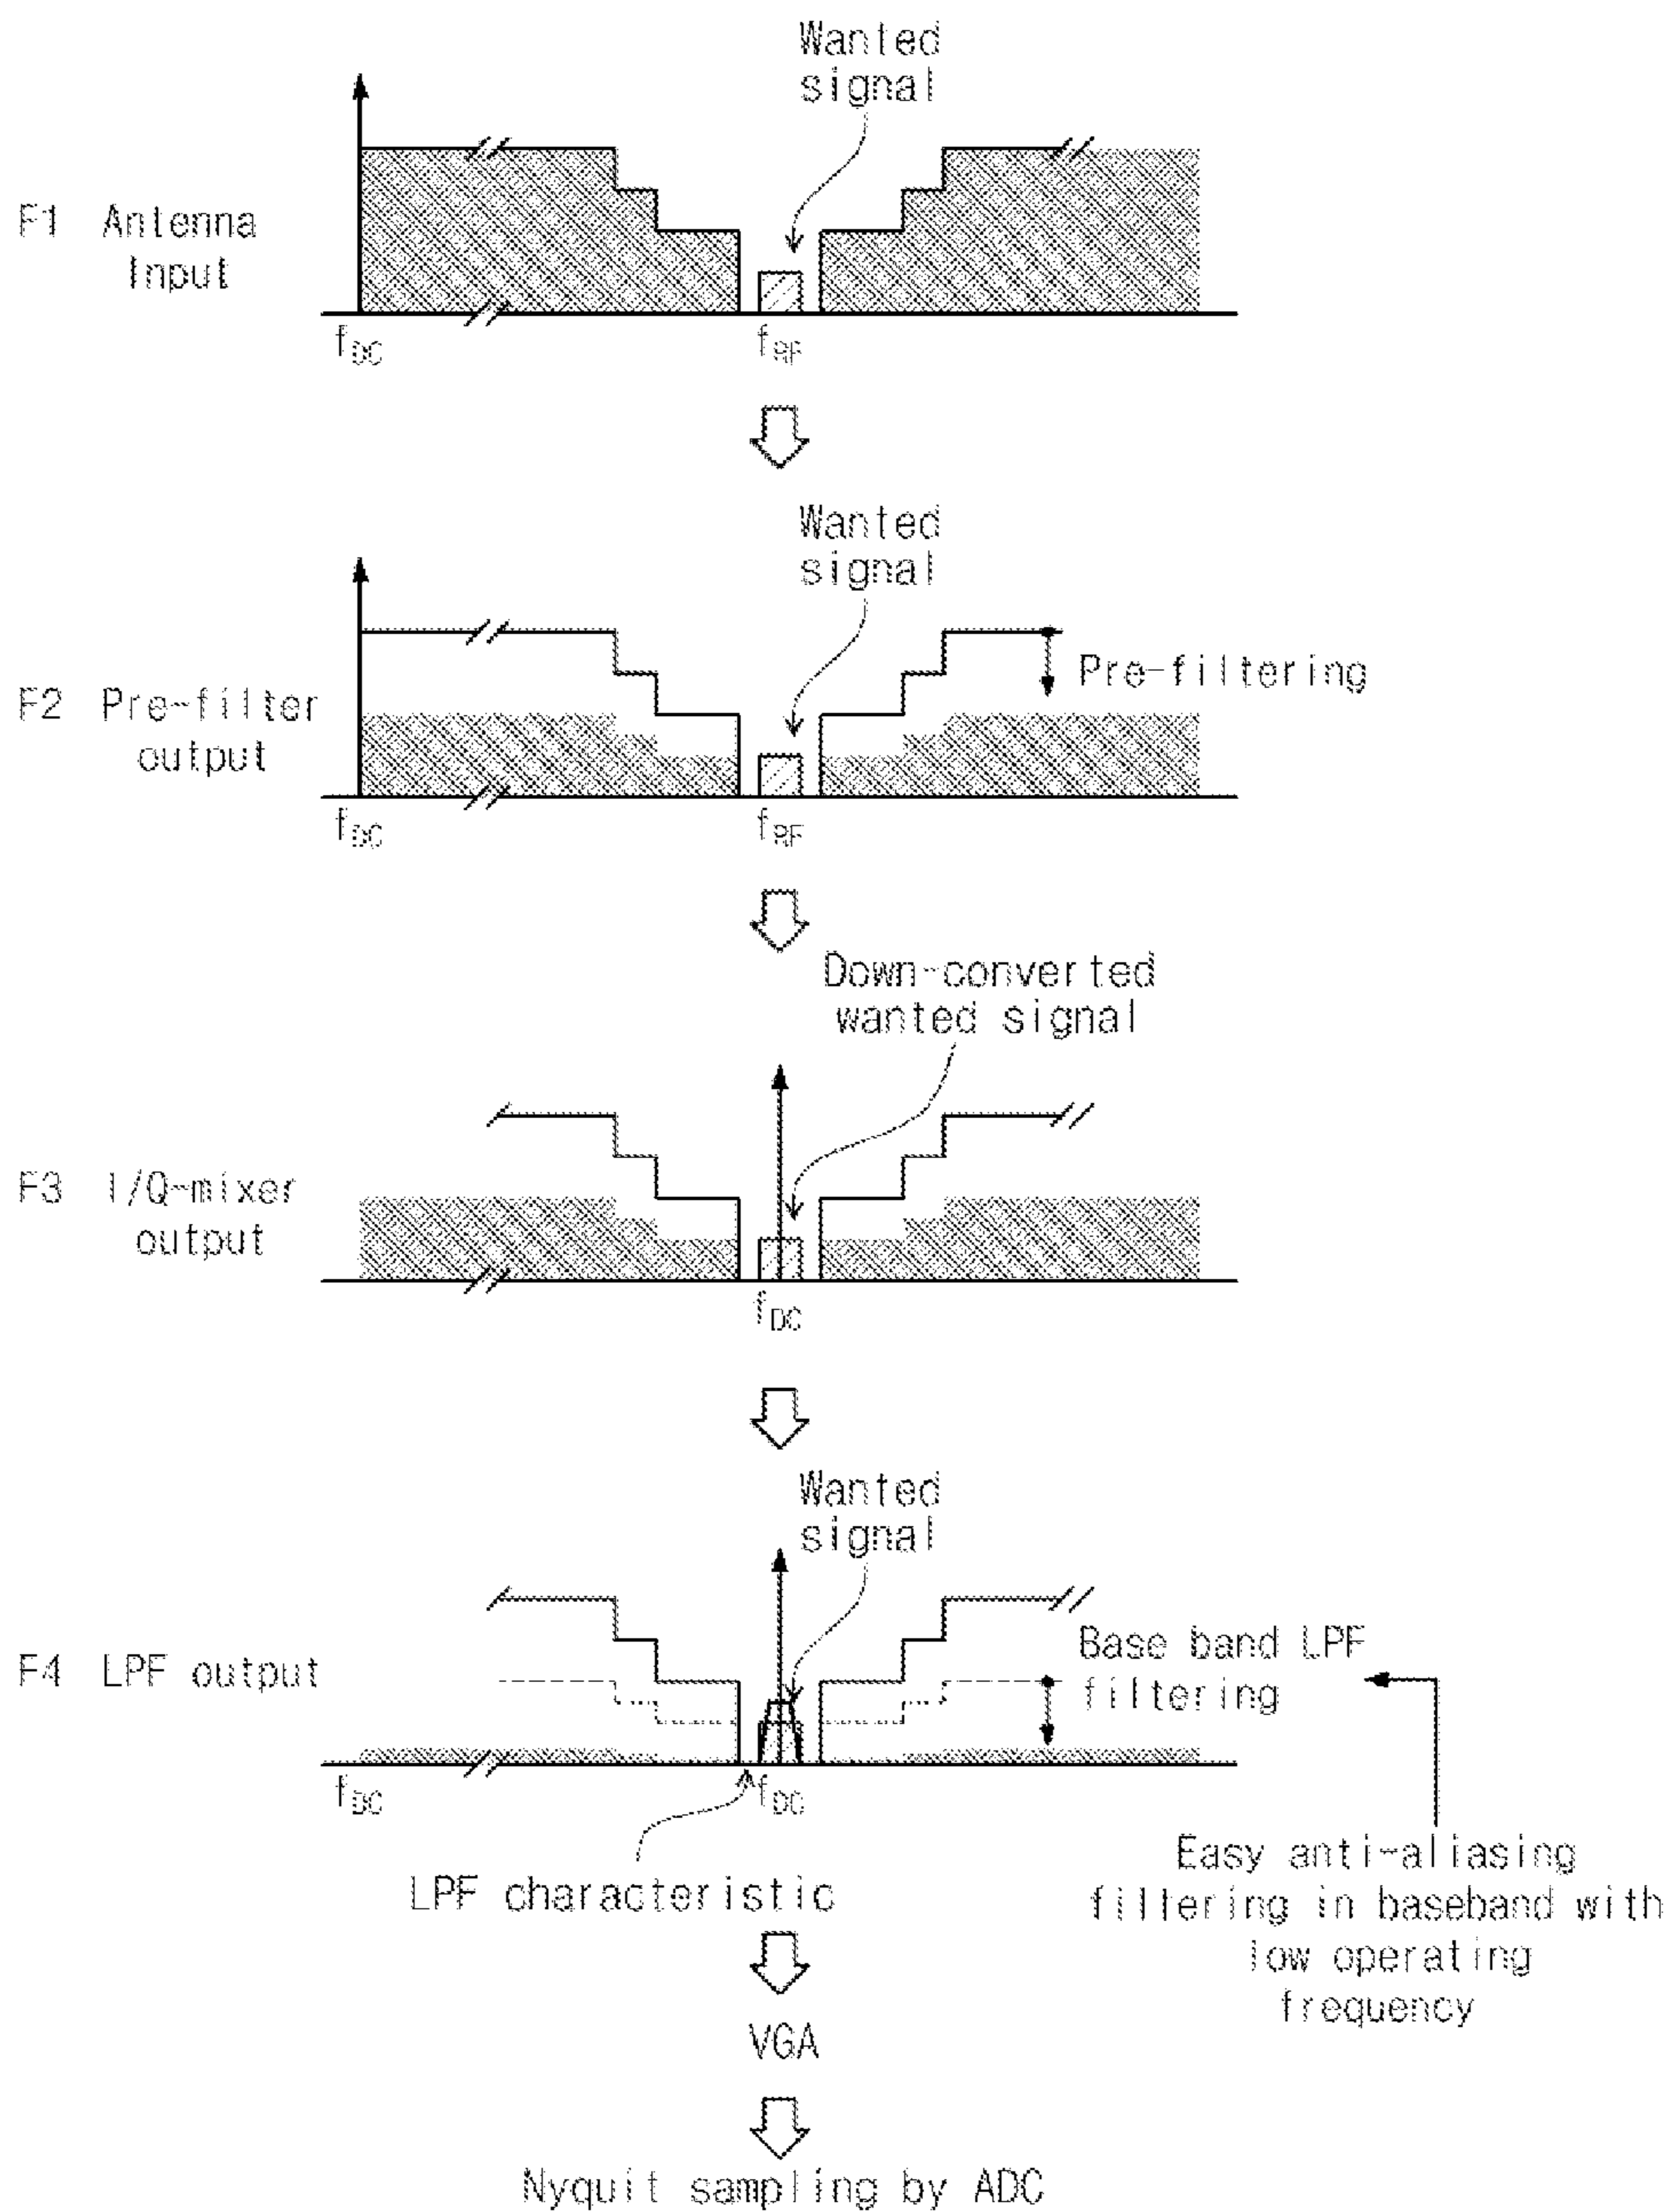 Wanted
signal
F1 Antenna
Input
fDC
fRF
Wanted
signal
Pre-filtering
F2 Pre-filter
output
fDC
fRF
Down-converted
wanted signal
F3 I/Q-mixer
output
fDC
Wanted
signal
Base band LPF
filtering
F4 LPF output
fDC
fDC
LPF characteristic
Easy anti-aliasing
filtering in baseband with
low operating
frequency
VGA
Nyquit sampling by ADC